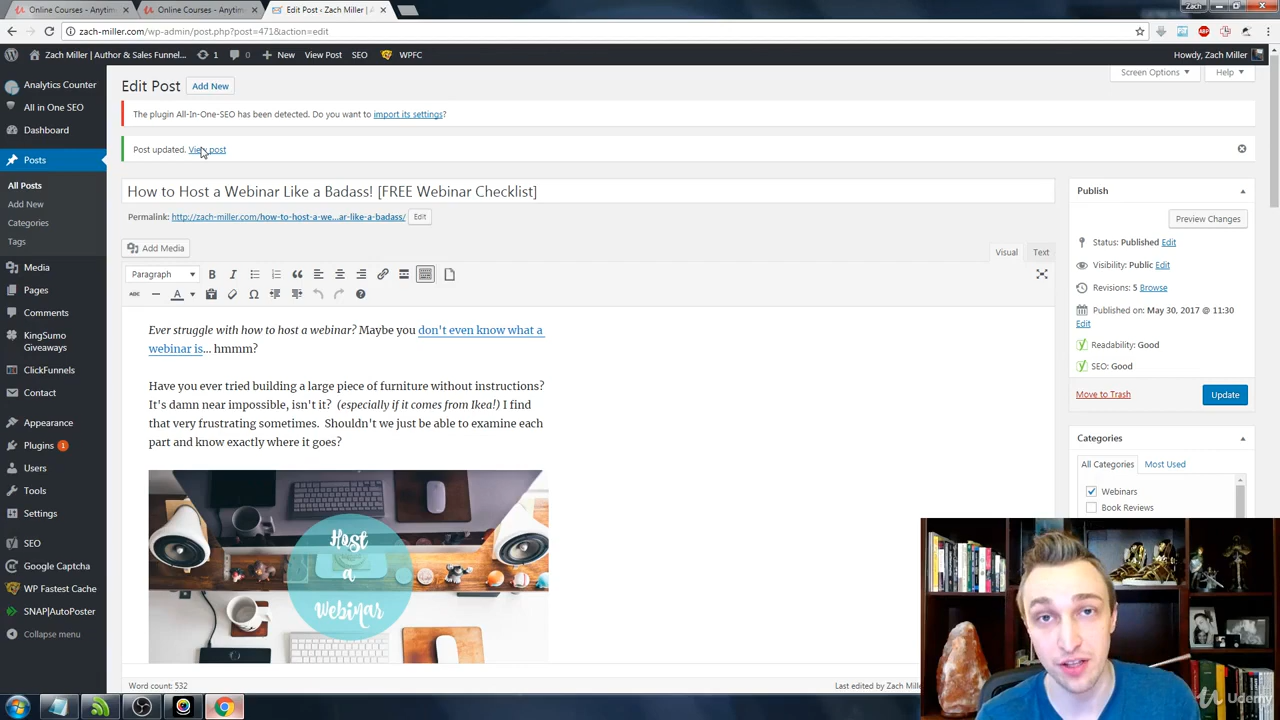 Online Courses - Anytim
Online Courses - Anytim
Edit Post ‹ Zach Miller | A
Zach
zach-miller.com/wp-admin/post.php?post=471&action=edit
Zach Miller | Author & Sales Funnel...
1
0
New
View Post
SEO
WPFC
Howdy, Zach Miller
Analytics Counter
All in One SEO
Dashboard
Posts
All Posts
Add New
Categories
Tags
Media
Pages
Comments
KingSumo
Giveaways
ClickFunnels
Contact
Appearance
Plugins 1
Users
Tools
Settings
SEO
Google Captcha
WP Fastest Cache
SNAP|AutoPoster
Collapse menu
Edit Post
Add New
Screen Options
Help
The plugin All-In-One-SEO has been detected. Do you want to import its settings?
Post updated. View post
How to Host a Webinar Like a Badass! [FREE Webinar Checklist]
Permalink: http://zach-miller.com/how-to-host-a-we...ar-like-a-badass/ Edit
Add Media
Visual
Text
Paragraph
B
I
ABC
A
Ω
Ever struggle with how to host a webinar? Maybe you don't even know what a
webinar is... hmmm?
Have you ever tried building a large piece of furniture without instructions?
It's damn near impossible, isn't it? (especially if it comes from Ikea!) I find
that very frustrating sometimes. Shouldn't we just be able to examine each
part and know exactly where it goes?
Host
a
Webinar
Word count: 532
Last edited by Zach Mille
Publish
Preview Changes
Status: Published Edit
Visibility: Public Edit
Revisions: 5 Browse
Published on: May 30, 2017 @ 11:30
Edit
Readability: Good
SEO: Good
Move to Trash
Update
Categories
All Categories
Most Used
Webinars
Book Reviews
Udemy